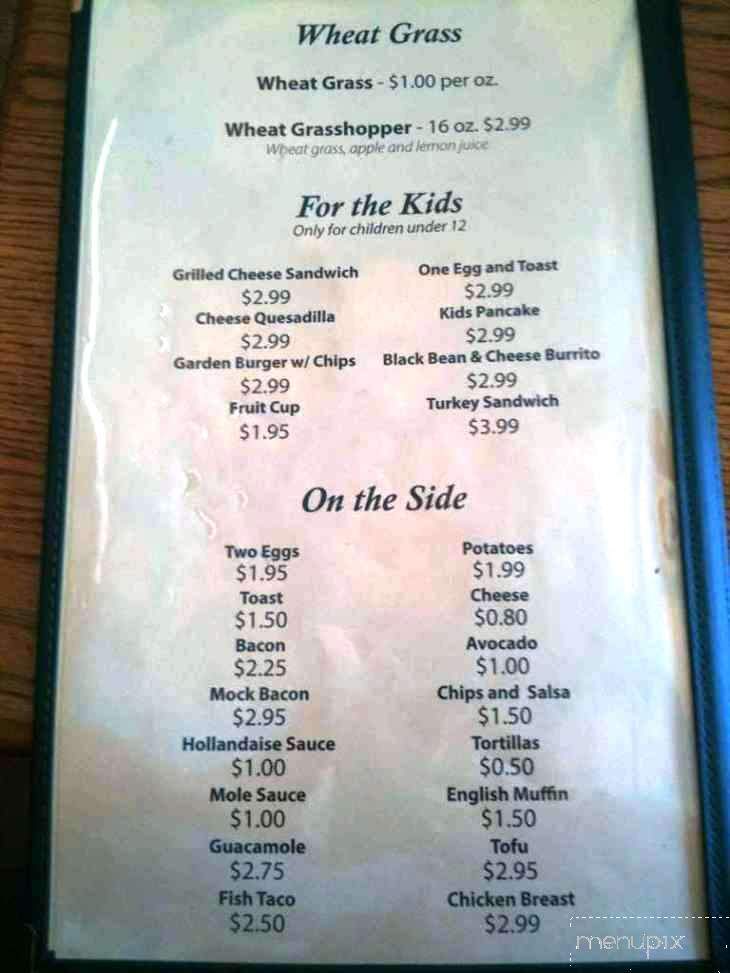 Wheat Grass
Wheat Grass - $1.00 per oz.
Wheat Grasshopper - 16 oz. $2.99
Wheat grass, apple and lemon juice
For the Kids
Only for children under 12
Grilled Cheese Sandwich
$2.99
Cheese Quesadilla
$2.99
Garden Burger w/ Chips
$2.99
Fruit Cup
$1.95
One Egg and Toast
$2.99
Kids Pancake
$2.99
Black Bean & Cheese Burrito
$2.99
Turkey Sandwich
$3.99
On the Side
Two Eggs
$1.95
Toast
$1.50
Bacon
$2.25
Mock Bacon
$2.95
Hollandaise Sauce
$1.00
Mole Sauce
$1.00
Guacamole
$2.75
Fish Taco
$2.50
Potatoes
$1.99
Cheese
$0.80
Avocado
$1.00
Chips and Salsa
$1.50
Tortillas
$0.50
English Muffin
$1.50
Tofu
$2.95
Chicken Breast
$2.99
menupix